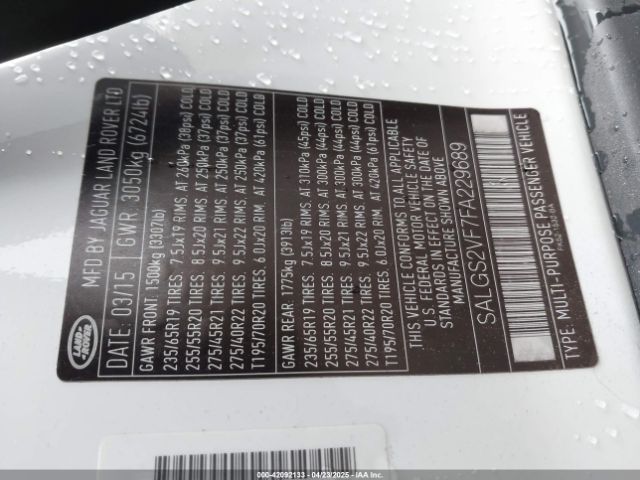 MFD BY JAGUAR LAND ROVER LTD
DATE: 03/15 GWR: 3050kg (6724lb)
GAWR FRONT. 1500kg (3307lb)
235/65R19 TIRES. 7.5Jx19 RIMS. AT 260kPA (38psi) COLD
255/55R20 TIRES. 8.5Jx20 RIMS. AT 250kPA (37psi) COLD
275/45R21 TIRES. 9.5Jx21 RIMS. AT 250kPA (37psi) COLD
275/40R22 TIRES. 9.5Jx22 RIMS. AT 250kPA (37psi) COLD
T195/70R20 TIRES. 6.0Jx20 RIM. AT 420kPA (61psi) COLD
GAWR REAR. 1775kg (3913lb)
235/65R19 TIRES. 7.5Jx19 RIMS. AT 310kPA (45psi) COLD
255/55R20 TIRES. 8.5Jx20 RIMS. AT 300kPA (44psi) COLD
275/45R21 TIRES. 9.5Jx21 RIMS. AT 300kPA (44psi) COLD
275/40R22 TIRES. 9.5Jx22 RIMS. AT 300kPA (44psi) COLD
T195/70R20 TIRES. 6.0Jx20 RIM. AT 420kPA (61psi) COLD
THIS VEHICLE CONFORMS TO ALL APPLICABLE
U.S. FEDERAL MOTOR VEHICLE SAFETY
STANDARDS IN EFFECT ON THE DATE OF
MANUFACTURE SHOWN ABOVE.
SALGS2VF7FA229689
TYPE: MULTI-PURPOSE PASSENGER VEHICLE
LAND ROVER
000-42092133 - 04/23/2025 - IAAI.COM